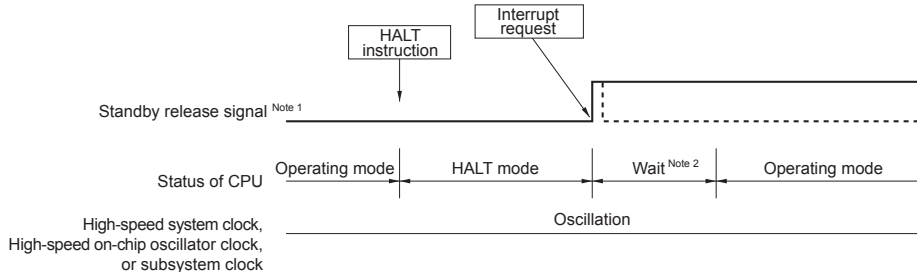 HALT
instruction
Interrupt
request
Standby release signal Note 1
Status of CPU
Operating mode
HALT mode
Wait Note 2
Operating mode
High-speed system clock,
High-speed on-chip oscillator clock,
or subsystem clock
Oscillation